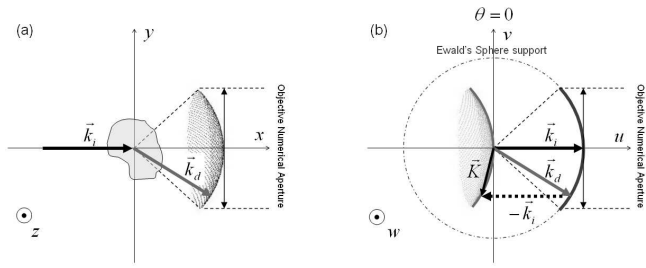 (a)
y
x
z
k⃗i
k⃗d
Objective Numerical Aperture
(b)
θ = 0
v
Ewald's Sphere support
k⃗i
u
k⃗d
K⃗
−k⃗i
w
Objective Numerical Aperture